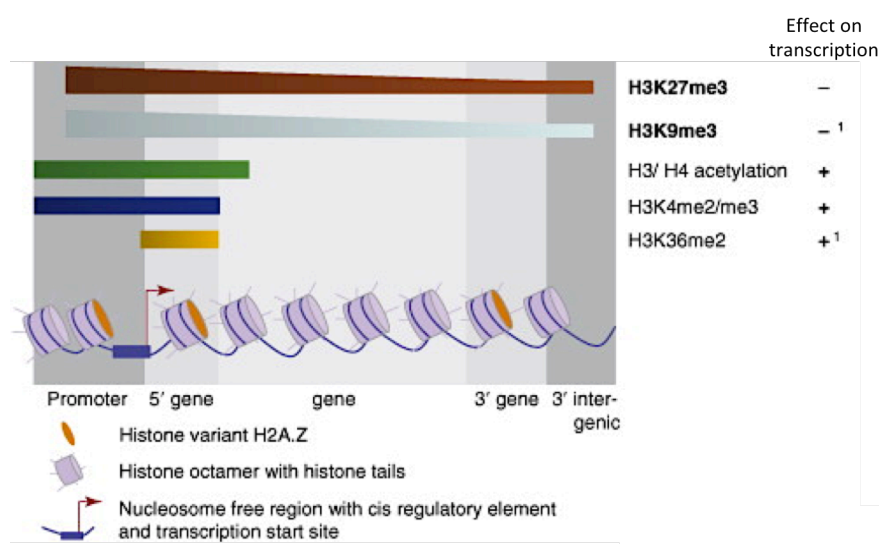 Effect on
transcription
H3K27me3 –
H3K9me3 – 1
H3/ H4 acetylation +
H3K4me2/me3 +
H3K36me2 + 1
Promoter 5′ gene gene 3′ gene 3′ inter-
genic
Histone variant H2A.Z
Histone octamer with histone tails
Nucleosome free region with cis regulatory element
and transcription start site